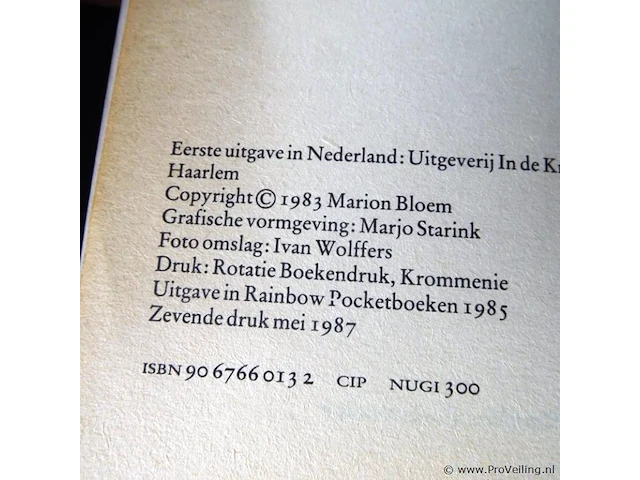 Eerste uitgave in Nederland: Uitgeverij In de
Haarlem
Copyright © 1983 Marion Bloem
Grafische vormgeving: Marjo Starink
Foto omslag: Ivan Wolffers
Druk: Rotatie Boekendruk, Krommenie
Uitgave in Rainbow Pocketboeken 1985
Zevende druk mei 1987
ISBN 90 6766 013 2 CIP NUGI 300
© www.ProVeiling.nl